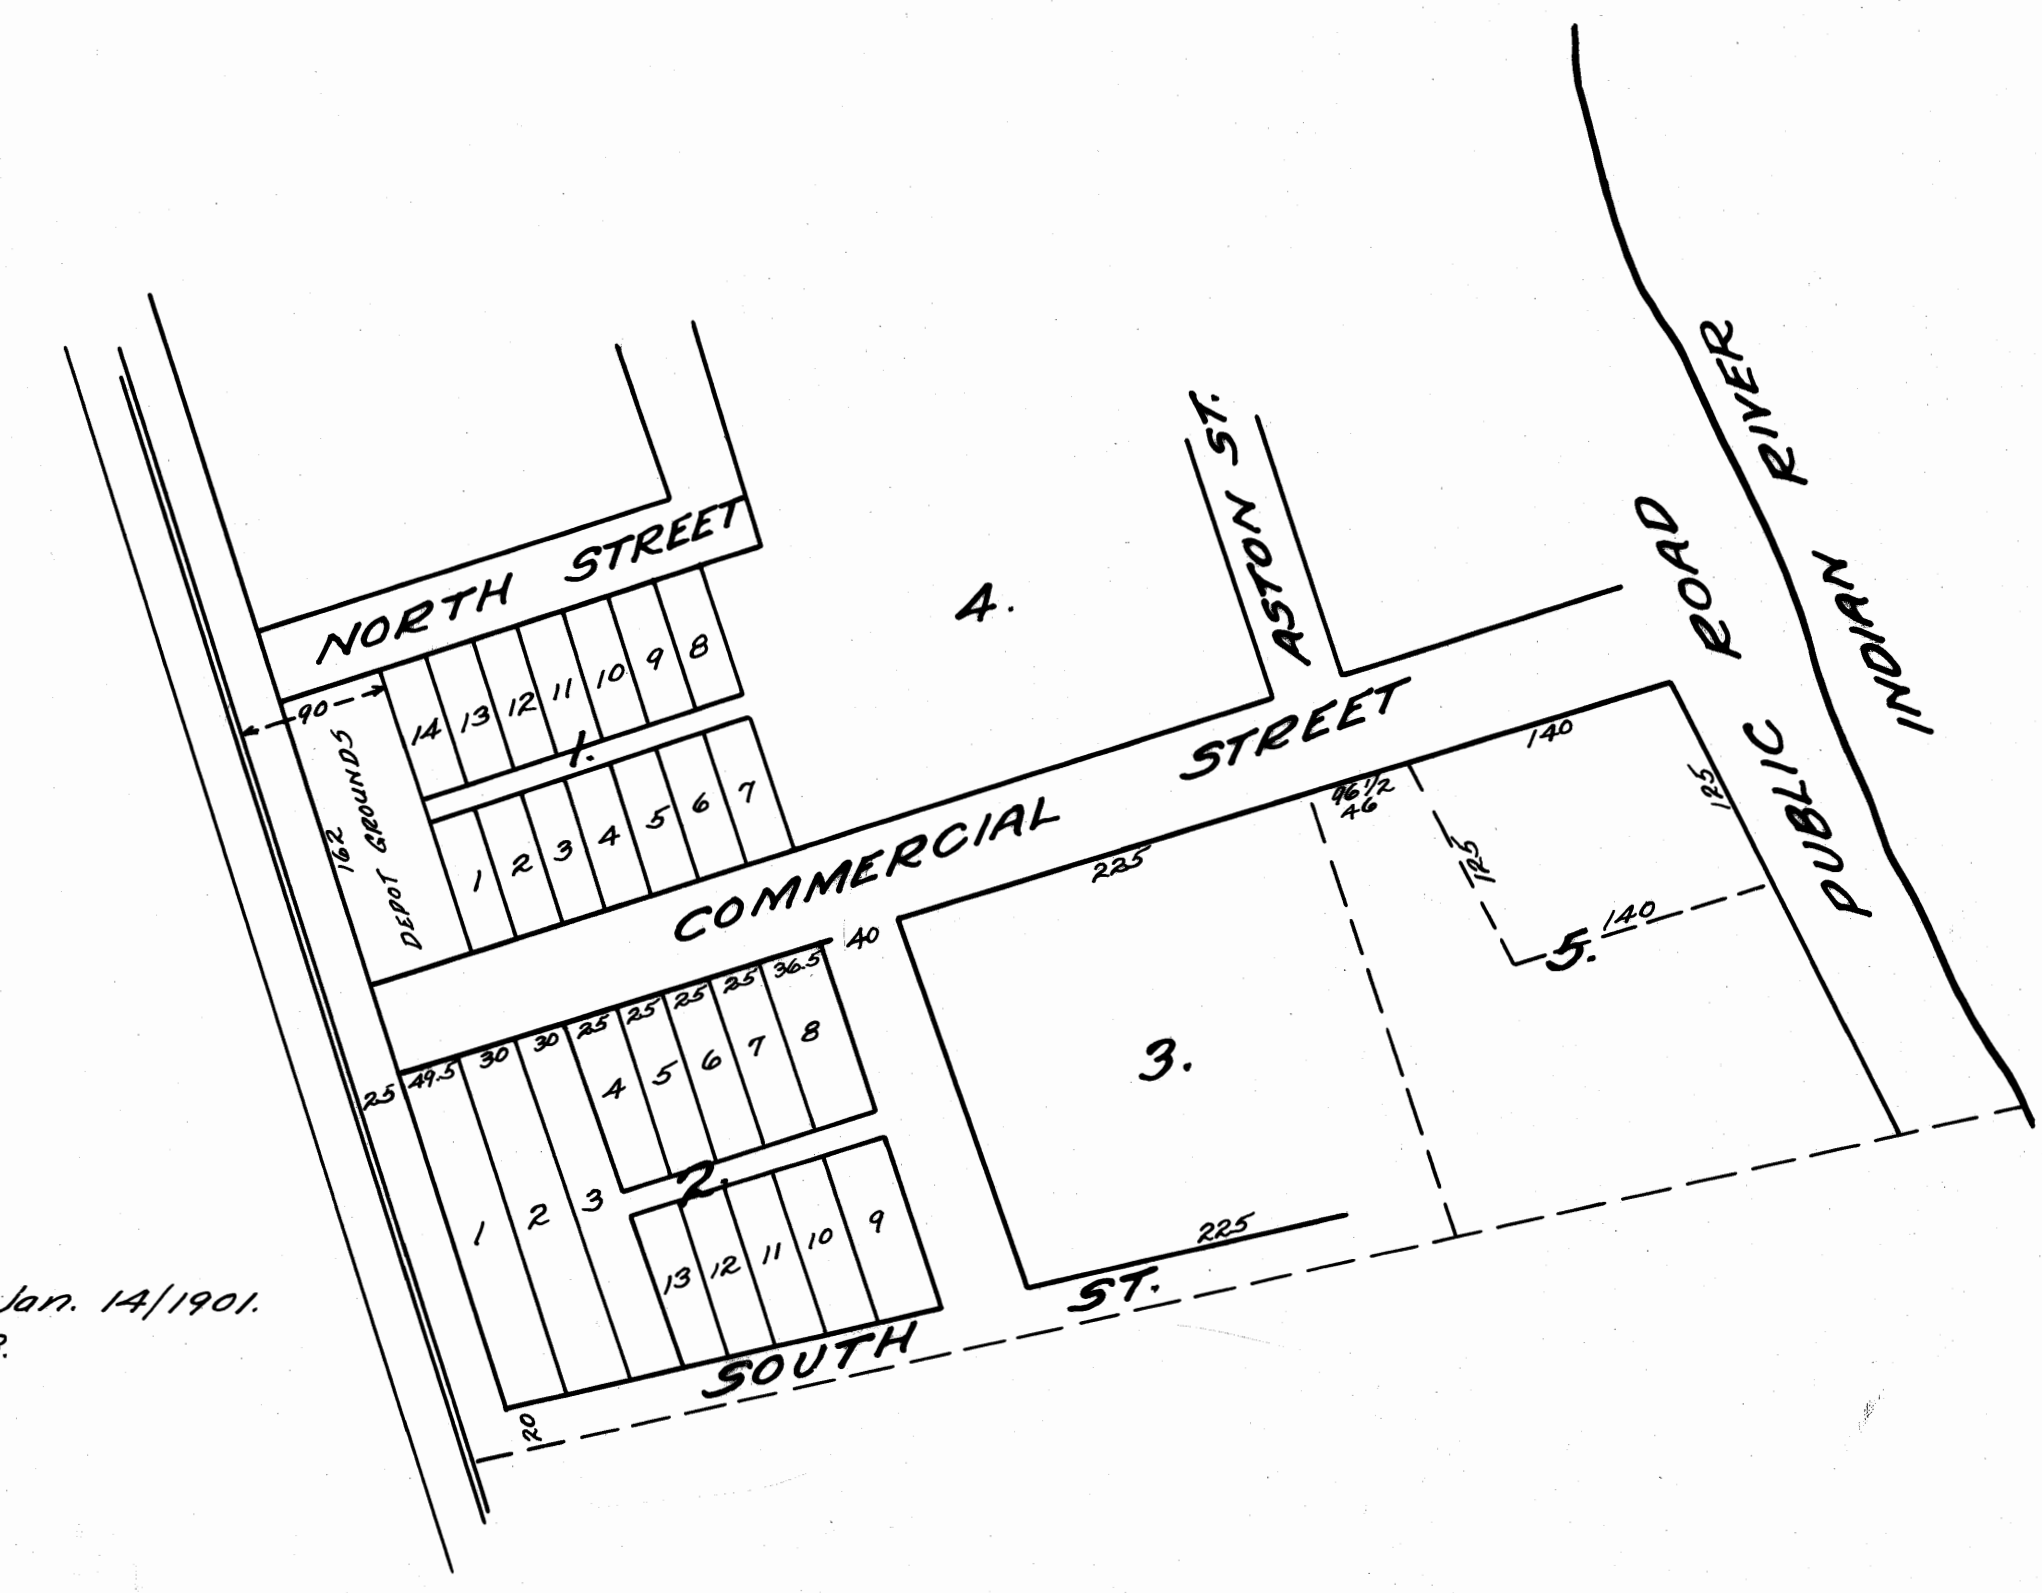 RIVER
INDIAN
ROAD
PUBLIC
ASTON ST.
NORTH STREET
4.
90
14 13 12 11 10 9 8
1.
162
DEPOT GROUNDS
1 2 3 4 5 6 7
COMMERCIAL STREET
140
96 1/2
46
125
125
225
140
5.
40
25 49.5 30 30 25 25 25 25 36.5
4 5 6 7 8
3.
1 2 3
2.
13 12 11 10 9
225
SOUTH ST.
20
Jan. 14/1901.